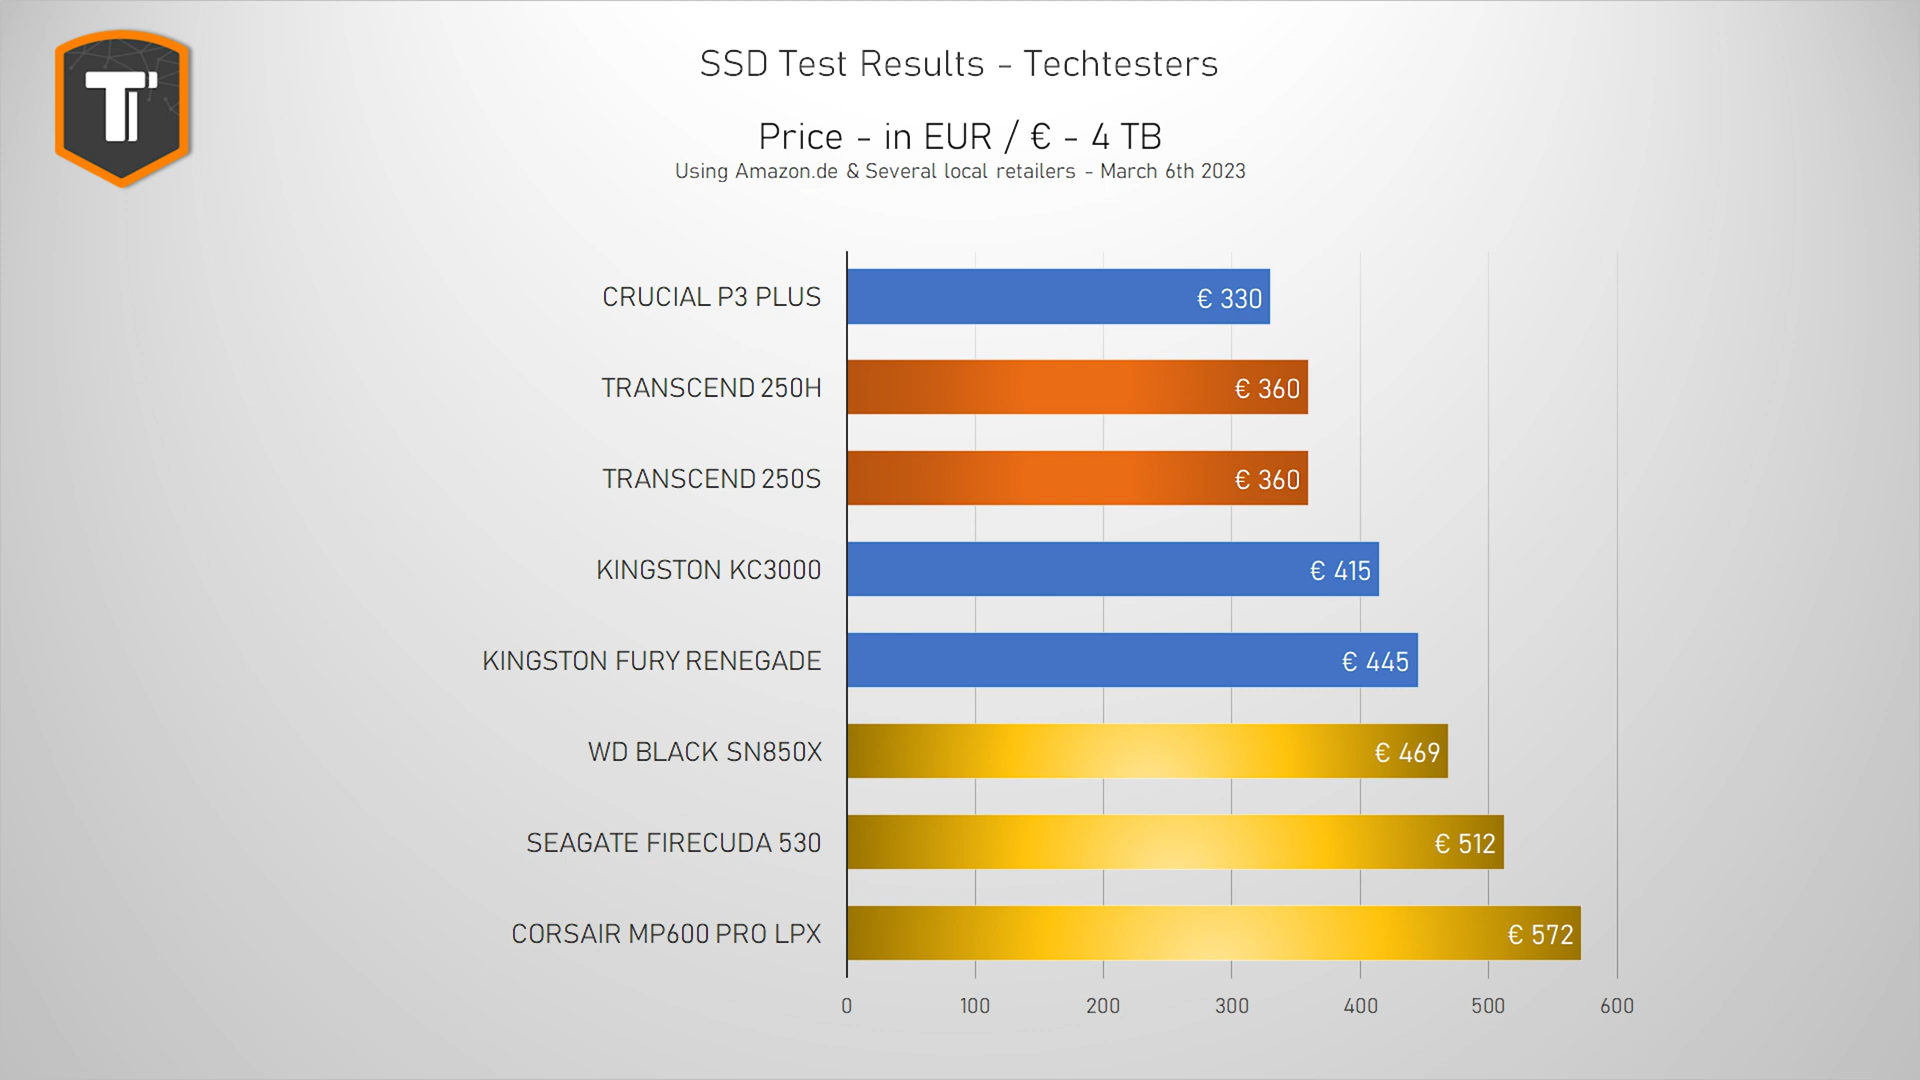 SSD Test Results - Techtesters
Price - in EUR / € - 4 TB
Using Amazon.de & Several local retailers - March 6th 2023
CRUCIAL P3 PLUS € 330
TRANSCEND 250H € 360
TRANSCEND 250S € 360
KINGSTON KC3000 € 415
KINGSTON FURY RENEGADE € 445
WD BLACK SN850X € 469
SEAGATE FIRECUDA 530 € 512
CORSAIR MP600 PRO LPX € 572
0 100 200 300 400 500 600